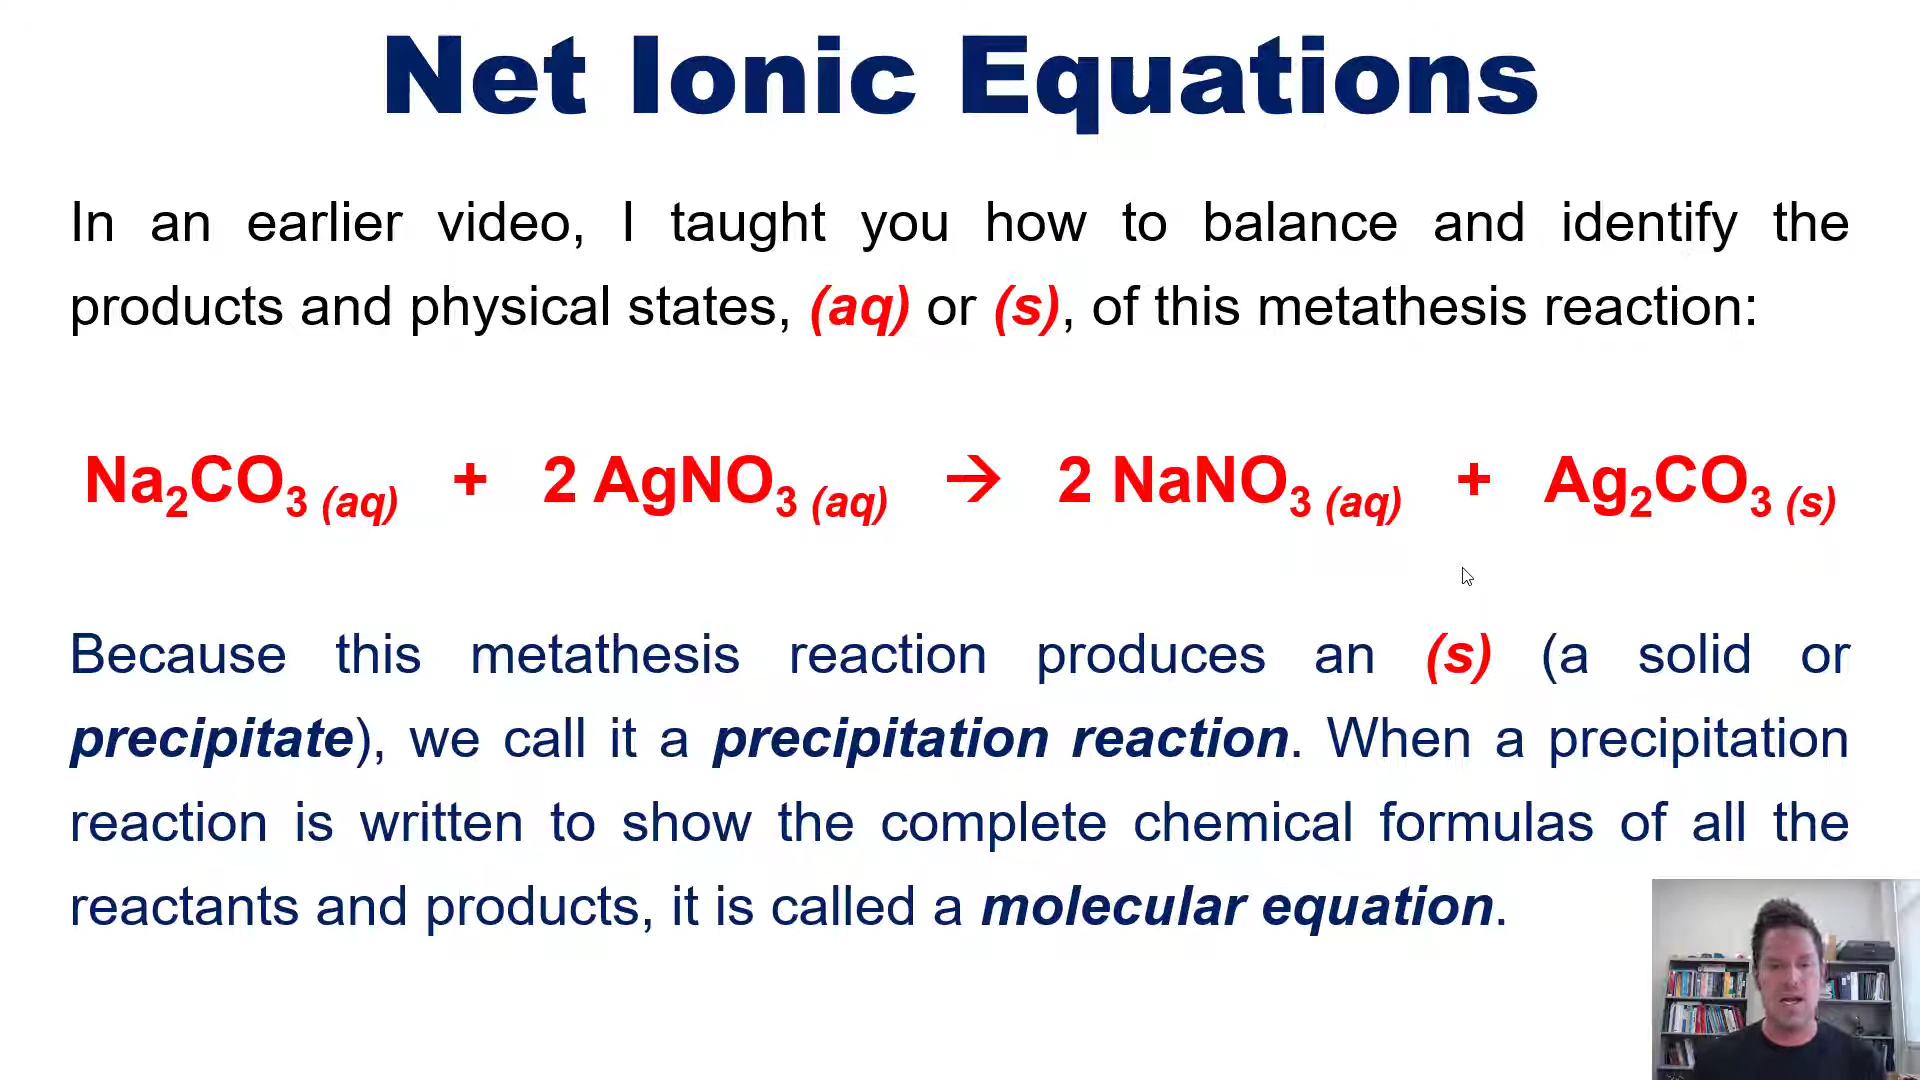 Net Ionic Equations
In an earlier video, I taught you how to balance and identify the
products and physical states, (aq) or (s), of this metathesis reaction:
Na₂CO₃ (aq) + 2 AgNO₃ (aq) → 2 NaNO₃ (aq) + Ag₂CO₃ (s)
Because this metathesis reaction produces an (s) (a solid or
precipitate), we call it a precipitation reaction. When a precipitation
reaction is written to show the complete chemical formulas of all the
reactants and products, it is called a molecular equation.